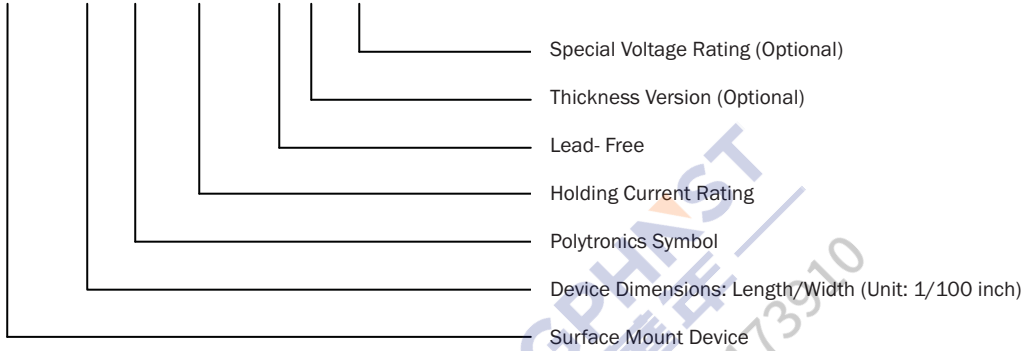 Special Voltage Rating (Optional)
Thickness Version (Optional)
Lead- Free
Holding Current Rating
Polytronics Symbol
Device Dimensions: Length/Width (Unit: 1/100 inch)
Surface Mount Device